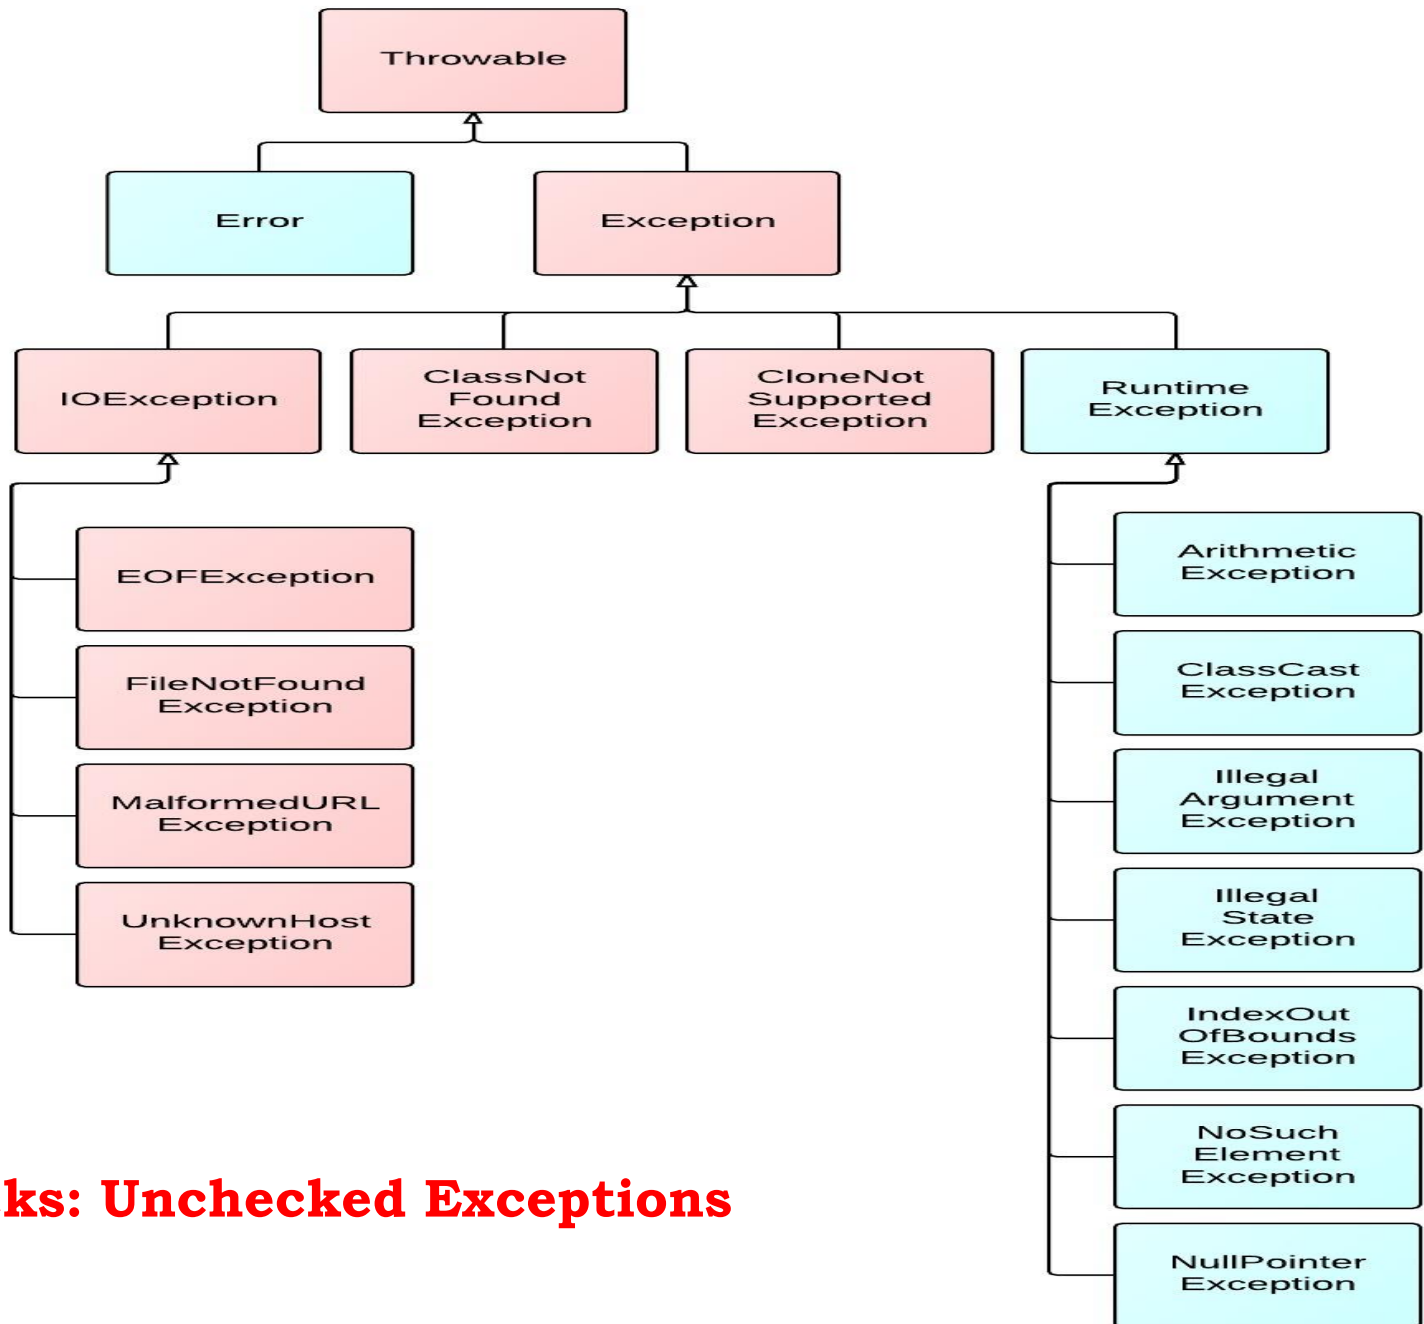 Throwable
Error
Exception
IOException
ClassNot
Found
Exception
CloneNot
Supported
Exception
Runtime
Exception
EOFException
FileNotFound
Exception
MalformedURL
Exception
UnknownHost
Exception
Arithmetic
Exception
ClassCast
Exception
Illegal
Argument
Exception
Illegal
State
Exception
IndexOut
OfBounds
Exception
NoSuch
Element
Exception
NullPointer
Exception
ks: Unchecked Exceptions